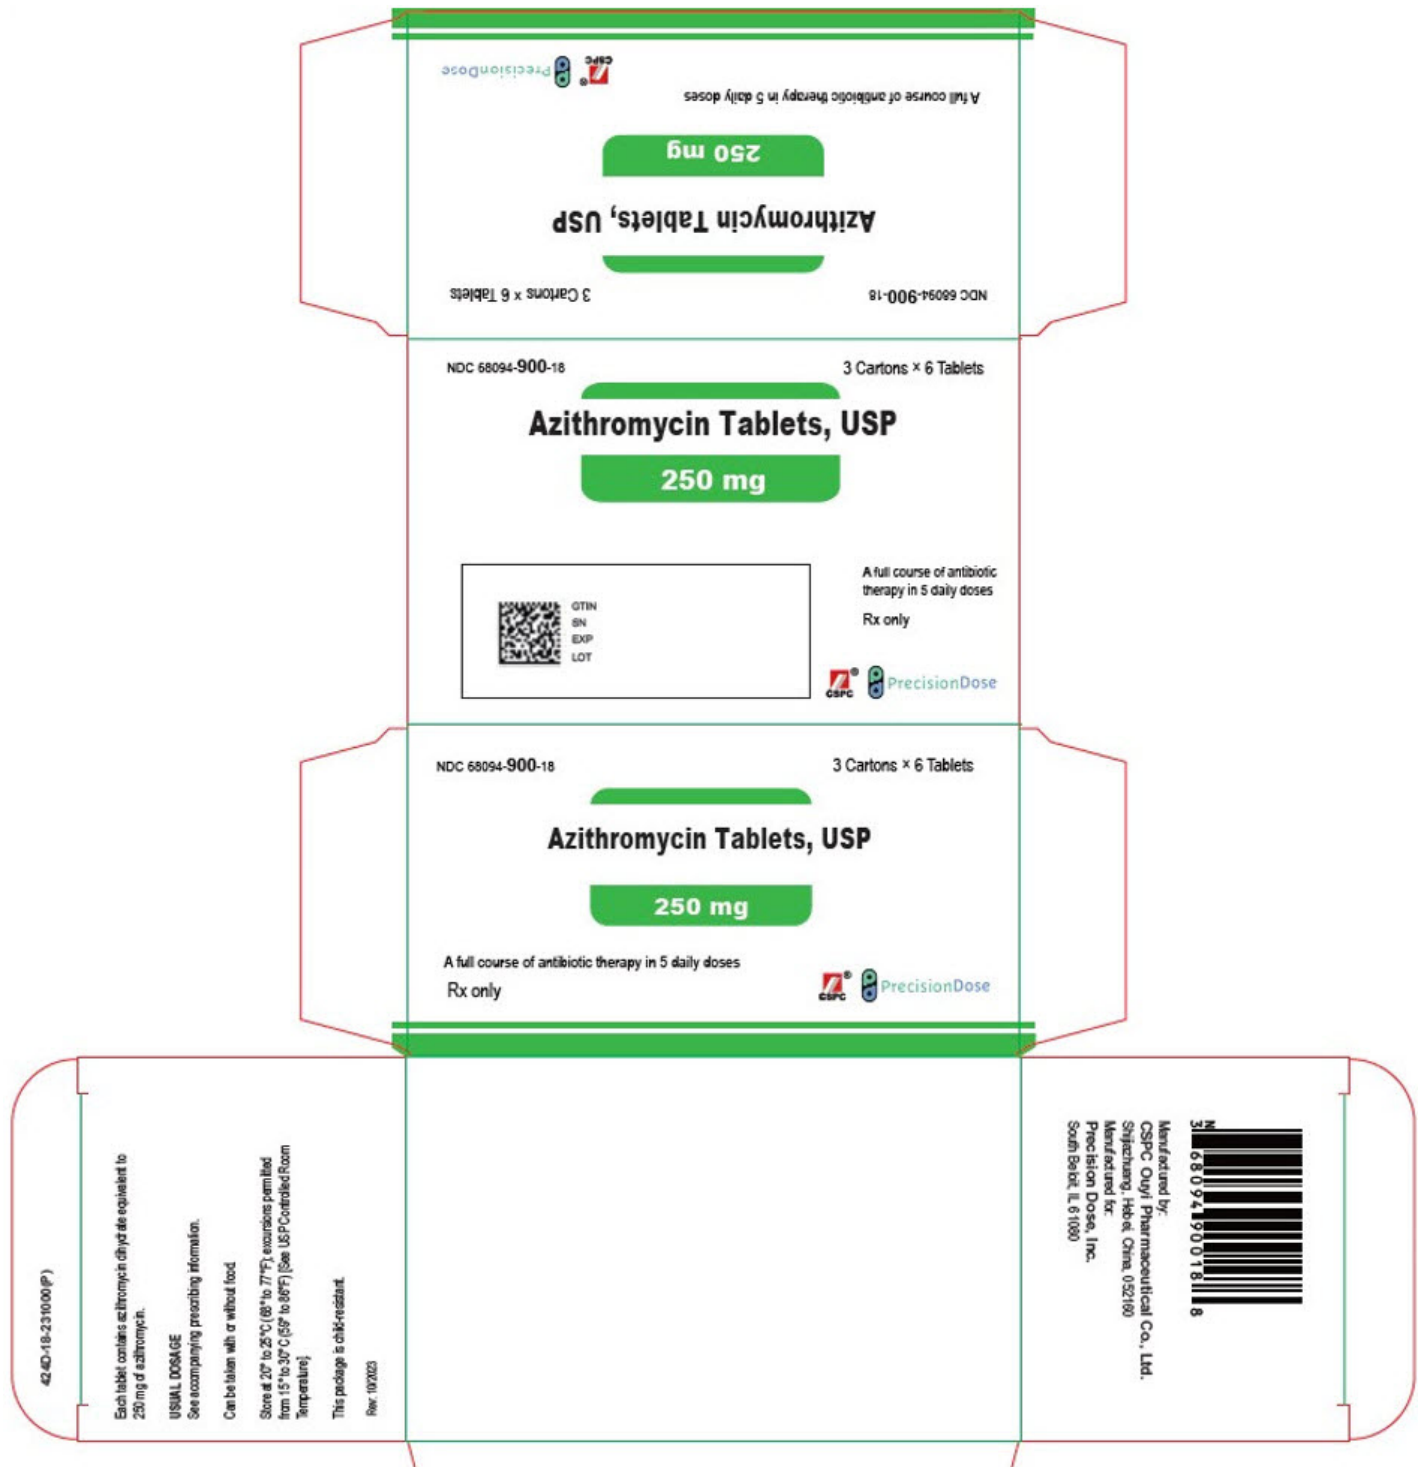 PrecisionDose
CSPC
®
A full course of antibiotic therapy in 5 daily doses
250 mg
Azithromycin Tablets, USP
3 Cartons × 6 Tablets
NDC 68094-900-18
NDC 68094-900-18
3 Cartons × 6 Tablets
Azithromycin Tablets, USP
250 mg
A full course of antibiotic
therapy in 5 daily doses
Rx only
GTIN
SN
EXP
LOT
CSPC
®
PrecisionDose
NDC 68094-900-18
3 Cartons × 6 Tablets
Azithromycin Tablets, USP
250 mg
A full course of antibiotic therapy in 5 daily doses
Rx only
CSPC
®
PrecisionDose
424D-18-231000(P)
Each tablet contains azithromycin dihydrate equivalent to
250 mg of azithromycin.
USUAL DOSAGE
See accompanying prescribing information.
Can be taken with or without food.
Store at 20° to 25°C (68° to 77°F); excursions permitted
from 15° to 30°C (59° to 86°F) [See USP Controlled Room
Temperature].
This package is child-resistant.
Rev. 10/2023
N
3 68094 90018 8
Manufactured by:
CSPC Ouyi Pharmaceutical Co., Ltd.
Shijiazhuang, Hebei, China, 052160
Manufactured for:
Precision Dose, Inc.
South Beloit, IL 61080